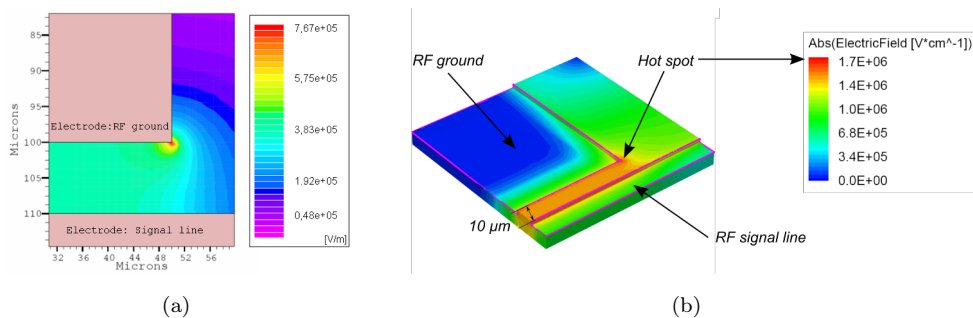 85
90
95
100
105
110
Microns
Electrode:RF ground
Electrode: Signal line
32
36
40
44
48
52
56
Microns
7,67e+05
5,75e+05
3,83e+05
1.92e+05
0,48e+05
[V/m]
(a)
RF ground
Hot spot
10 µm
RF signal line
Abs(ElectricField [V*cm^-1])
1.7E+06
1.4E+06
1.0E+06
6.8E+05
3.4E+05
0.0E+00
(b)